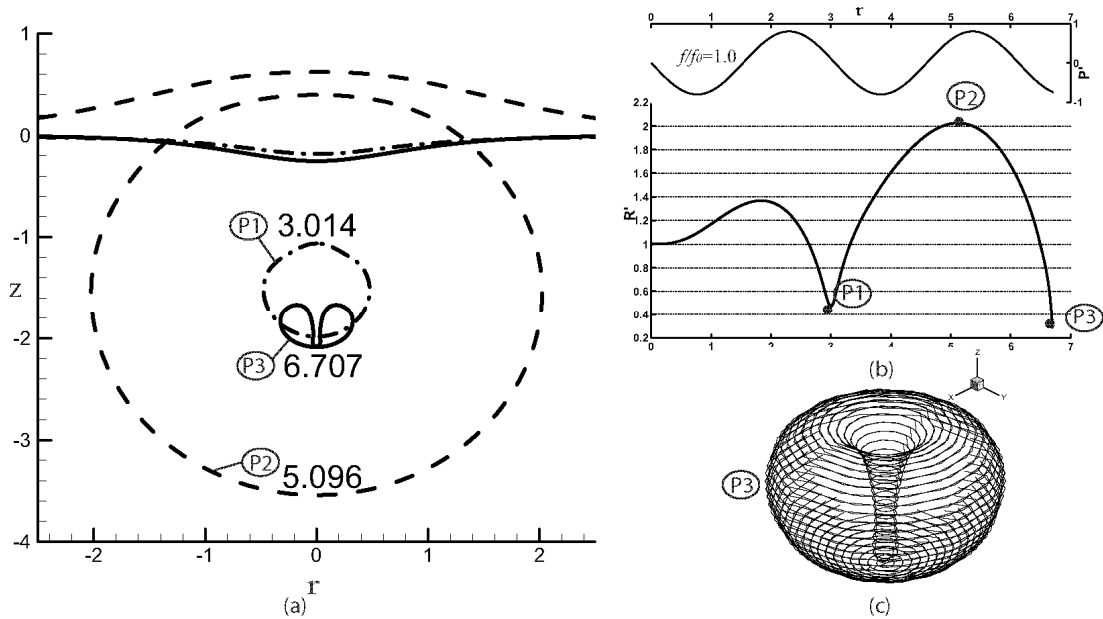 1
0
-1
-2
-3
-4
z
-2
-1
0
1
2
r
(a)
P1 3.014
P3 6.707
P2 5.096
r
0 1 2 3 4 5 6 7
f/f0=1.0
1
0
-1
P'
2.2
2
1.8
1.6
1.4
1.2
1
0.8
0.6
0.4
0.2
R'
P2
P1
P3
0 1 2 3 4 5 6 7
(b)
Z
X
Y
P3
(c)